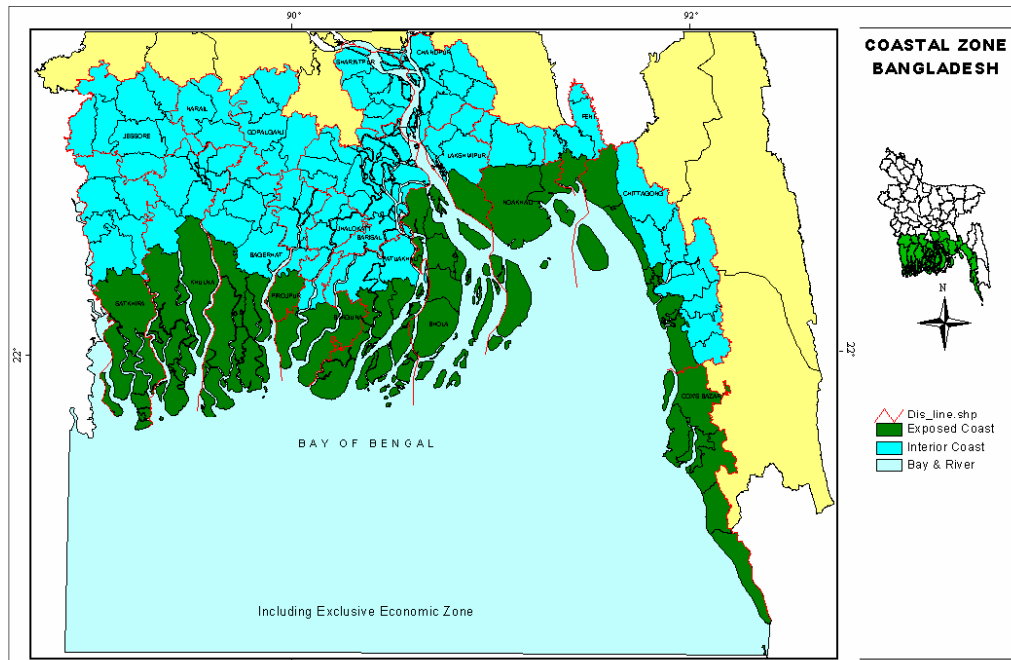 90°
92°
COASTAL ZONE
BANGLADESH
CHANDPUR
SHARIATPUR
NARAIL
JESSORE
GOPALGANJ
FENI
LAKSHMIPUR
CHITTAGONG
NOAKHALI
JHALOKATI
BARISAL
BAGERHAT
PATUAKHALI
SATKHIRA
KHULNA
PIROJPUR
BARGUNA
BHOLA
N
22°
22°
COX'S BAZAR
BAY OF BENGAL
Dis_line.shp
Exposed Coast
Interior Coast
Bay & River
Including Exclusive Economic Zone